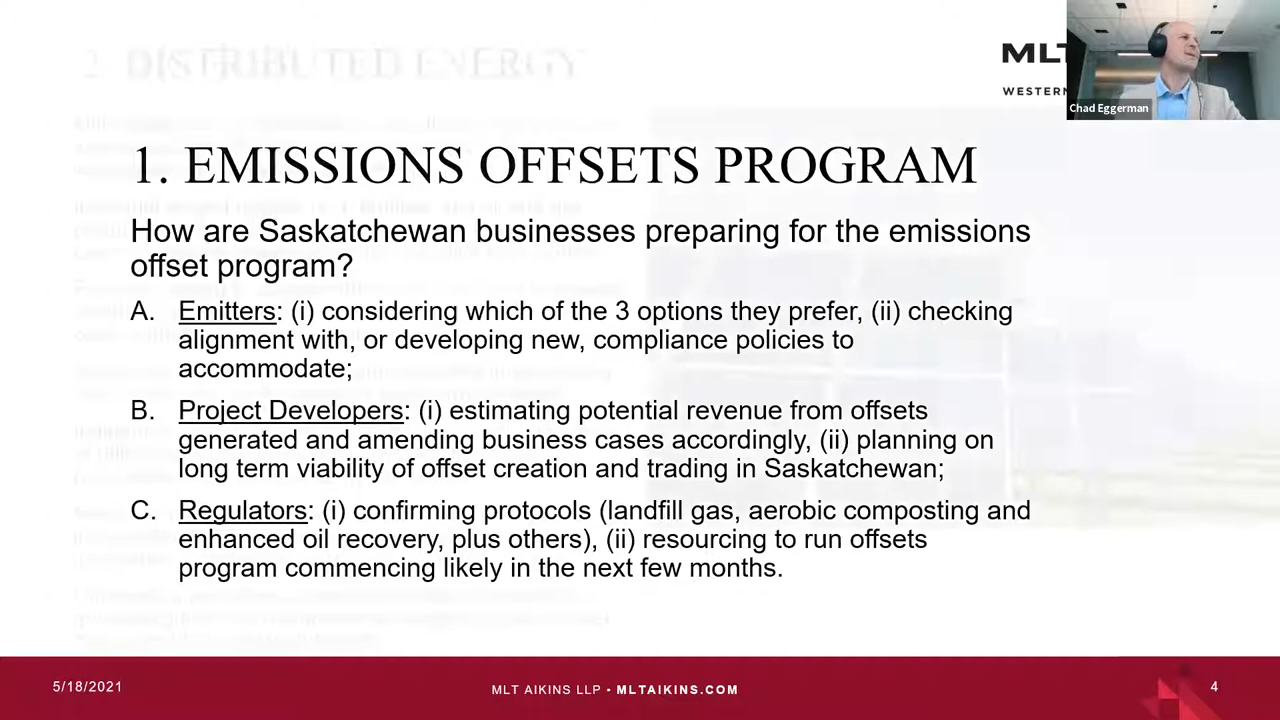 2. DISTRIBUTED ENERGY
MLT
WESTERN
Chad Eggerman
1. EMISSIONS OFFSETS PROGRAM
How are Saskatchewan businesses preparing for the emissions
offset program?
A. Emitters: (i) considering which of the 3 options they prefer, (ii) checking
alignment with, or developing new, compliance policies to
accommodate;
B. Project Developers: (i) estimating potential revenue from offsets
generated and amending business cases accordingly, (ii) planning on
long term viability of offset creation and trading in Saskatchewan;
C. Regulators: (i) confirming protocols (landfill gas, aerobic composting and
enhanced oil recovery, plus others), (ii) resourcing to run offsets
program commencing likely in the next few months.
5/18/2021
MLT AIKINS LLP • MLTAIKINS.COM
4